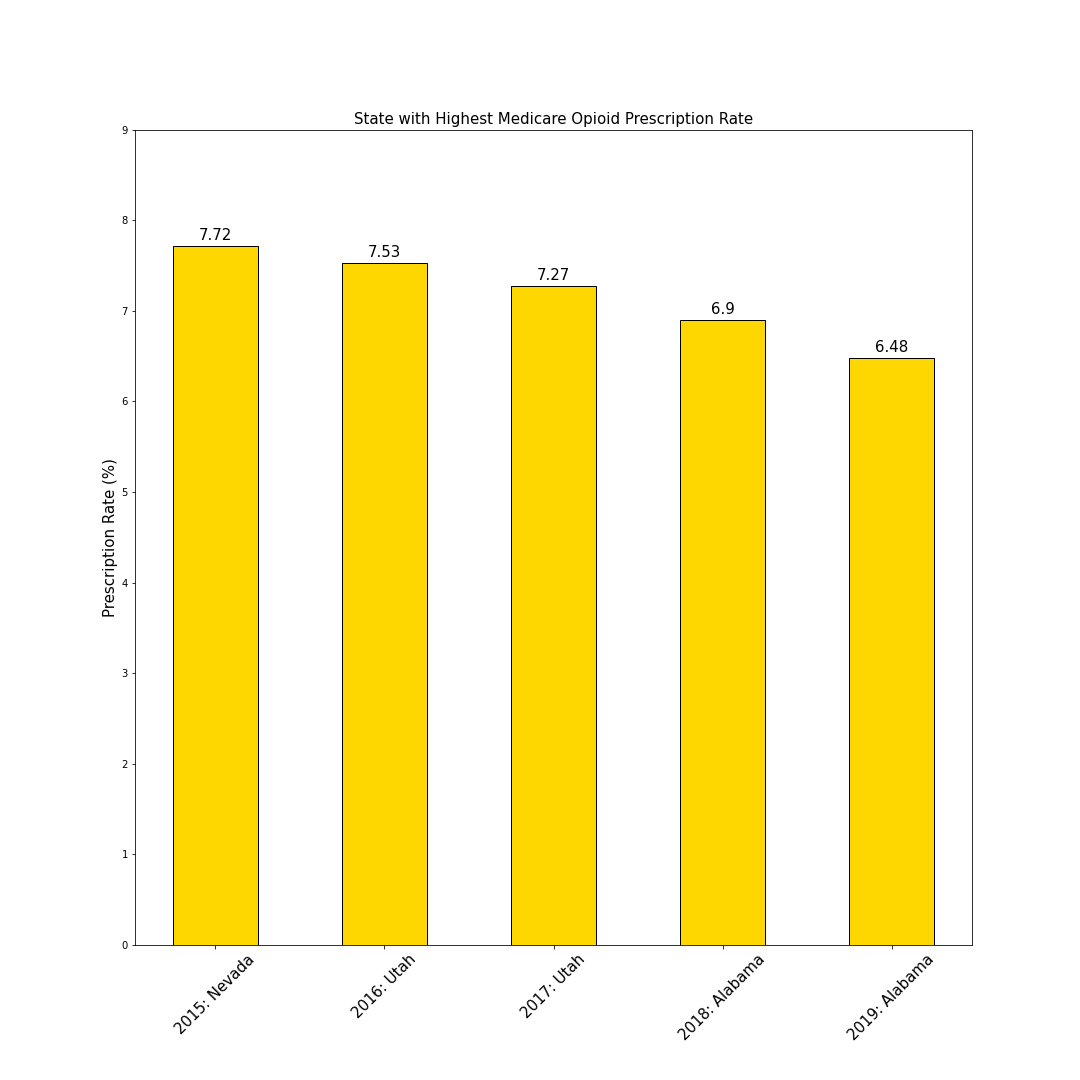 State with Highest Medicare Opioid Prescription Rate
Prescription Rate (%)
9
8
7
6
5
4
3
2
1
0
7.72
7.53
7.27
6.9
6.48
2015: Nevada
2016: Utah
2017: Utah
2018: Alabama
2019: Alabama